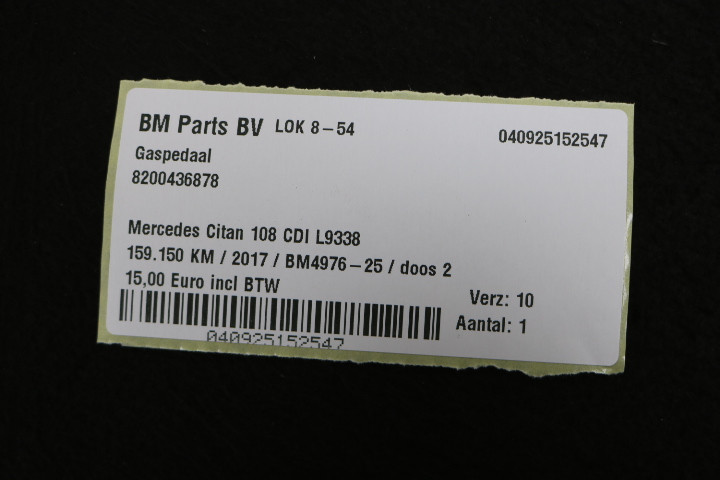 BM Parts BV LOK 8-54
040925152547
Gaspedaal
8200436878
Mercedes Citan 108 CDI L9338
159.150 KM / 2017 / BM4976-25 / doos 2
15,00 Euro incl BTW
Verz: 10
Aantal: 1
040925152547